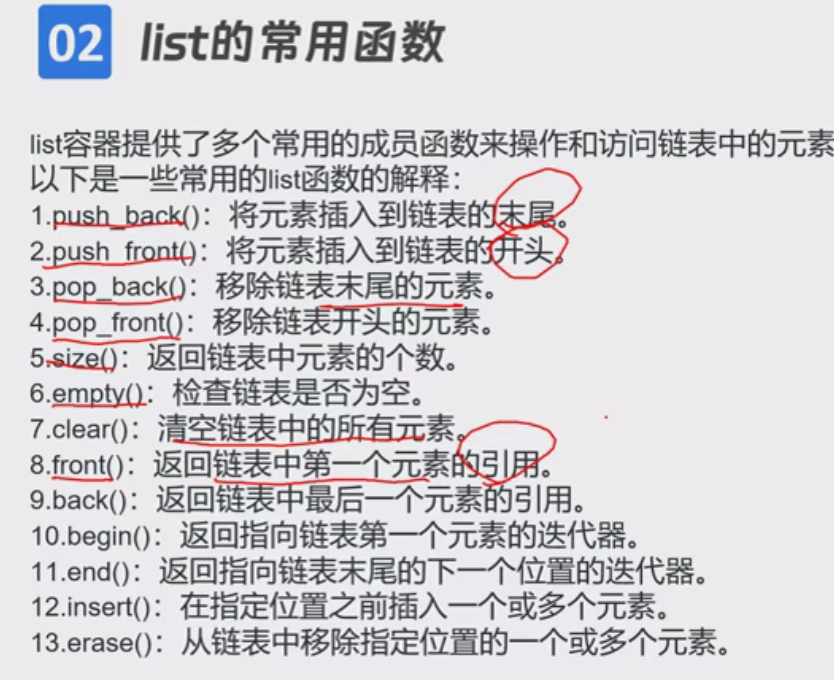 02 list的常用函数
list容器提供了多个常用的成员函数来操作和访问链表中的元素
以下是一些常用的list函数的解释：
1.push_back()：将元素插入到链表的末尾。
2.push_front()：将元素插入到链表的开头。
3.pop_back()：移除链表末尾的元素。
4.pop_front()：移除链表开头的元素。
5.size()：返回链表中元素的个数。
6.empty()：检查链表是否为空。
7.clear()：清空链表中的所有元素。
8.front()：返回链表中第一个元素的引用。
9.back()：返回链表中最后一个元素的引用。
10.begin()：返回指向链表第一个元素的迭代器。
11.end()：返回指向链表末尾的下一个位置的迭代器。
12.insert()：在指定位置之前插入一个或多个元素。
13.erase()：从链表中移除指定位置的一个或多个元素。